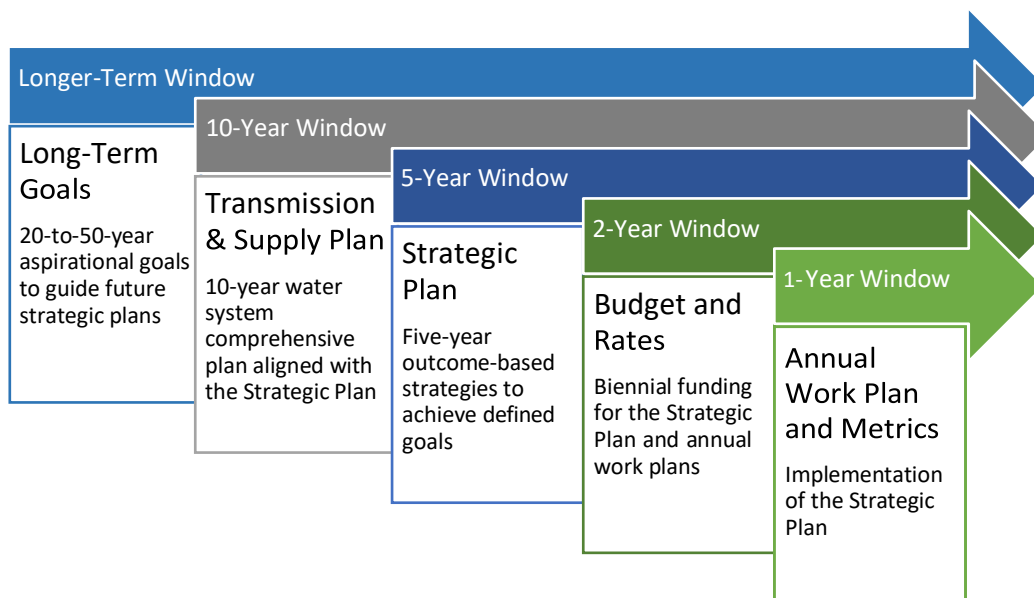 Longer-Term Window
Long-Term
Goals
20-to-50-year
aspirational goals
to guide future
strategic plans
10-Year Window
Transmission
& Supply Plan
10-year water
system
comprehensive
plan aligned with
the Strategic Plan
5-Year Window
Strategic
Plan
Five-year
outcome-based
strategies to
achieve defined
goals
2-Year Window
Budget and
Rates
Biennial funding
for the Strategic
Plan and annual
work plans
1-Year Window
Annual
Work Plan
and Metrics
Implementation
of the Strategic
Plan